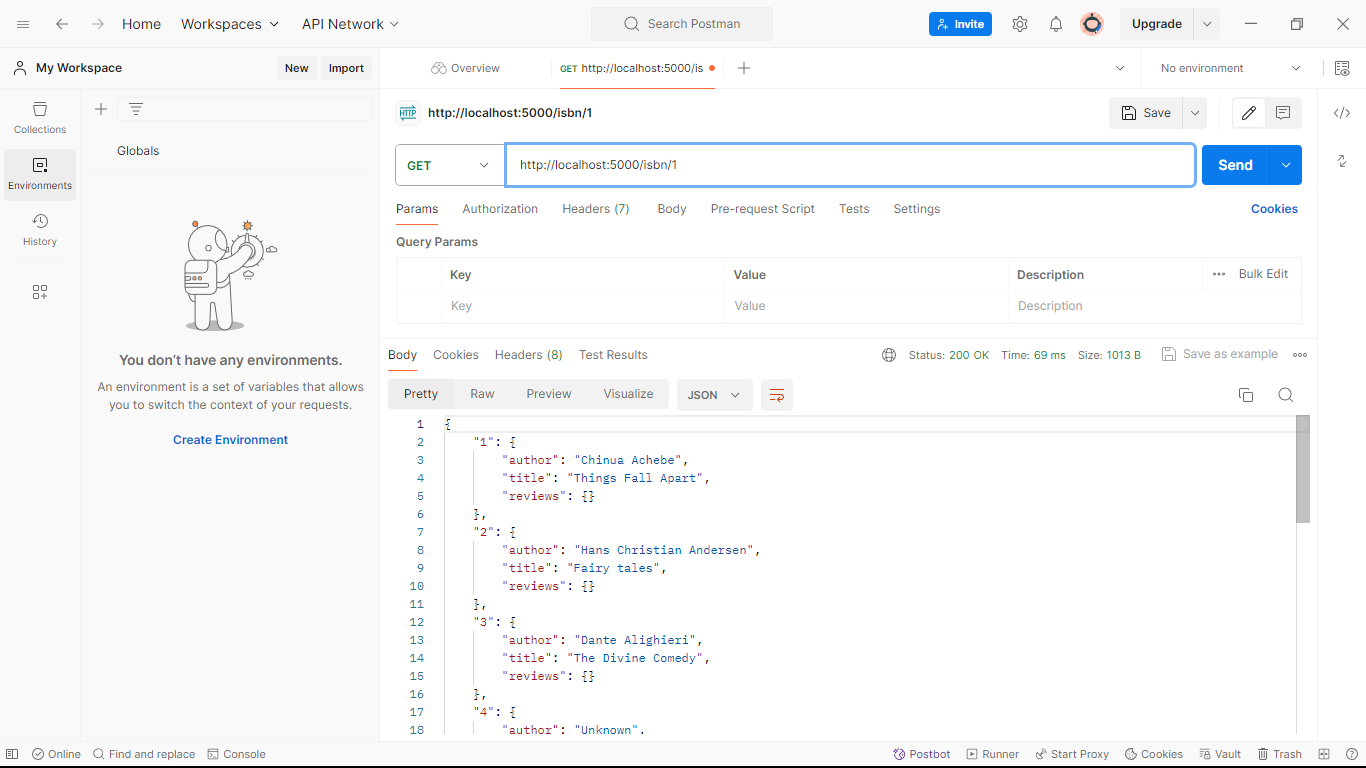 Home Workspaces API Network Search Postman Invite Upgrade
My Workspace New Import Overview GET http://localhost:5000/is No environment
Collections
Environments
History
Globals
You don't have any environments.
An environment is a set of variables that allows
you to switch the context of your requests.
Create Environment
HTTP http://localhost:5000/isbn/1 Save
GET http://localhost:5000/isbn/1 Send
Params Authorization Headers (7) Body Pre-request Script Tests Settings Cookies
Query Params
Key Value Description Bulk Edit
Key Value Description
Body Cookies Headers (8) Test Results Status: 200 OK Time: 69 ms Size: 1013 B Save as example
Pretty Raw Preview Visualize JSON
1 {
2 "1": {
3 "author": "Chinua Achebe",
4 "title": "Things Fall Apart",
5 "reviews": {}
6 },
7 "2": {
8 "author": "Hans Christian Andersen",
9 "title": "Fairy tales",
10 "reviews": {}
11 },
12 "3": {
13 "author": "Dante Alighieri",
14 "title": "The Divine Comedy",
15 "reviews": {}
16 },
17 "4": {
18 "author": "Unknown",
Online Find and replace Console Postbot Runner Start Proxy Cookies Vault Trash